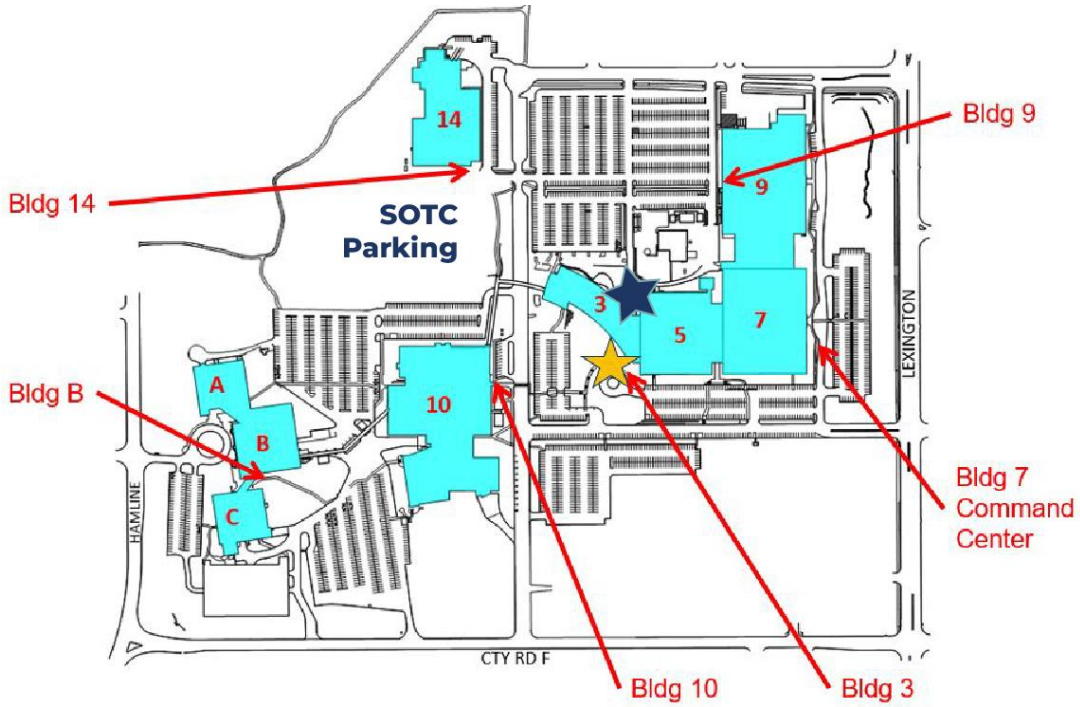 14
Bldg 9
9
Bldg 14
SOTC
Parking
3
5
7
LEXINGTON
A
10
Bldg B
B
C
HAMLINE
Bldg 7
Command
Center
CTY RD F
Bldg 10
Bldg 3